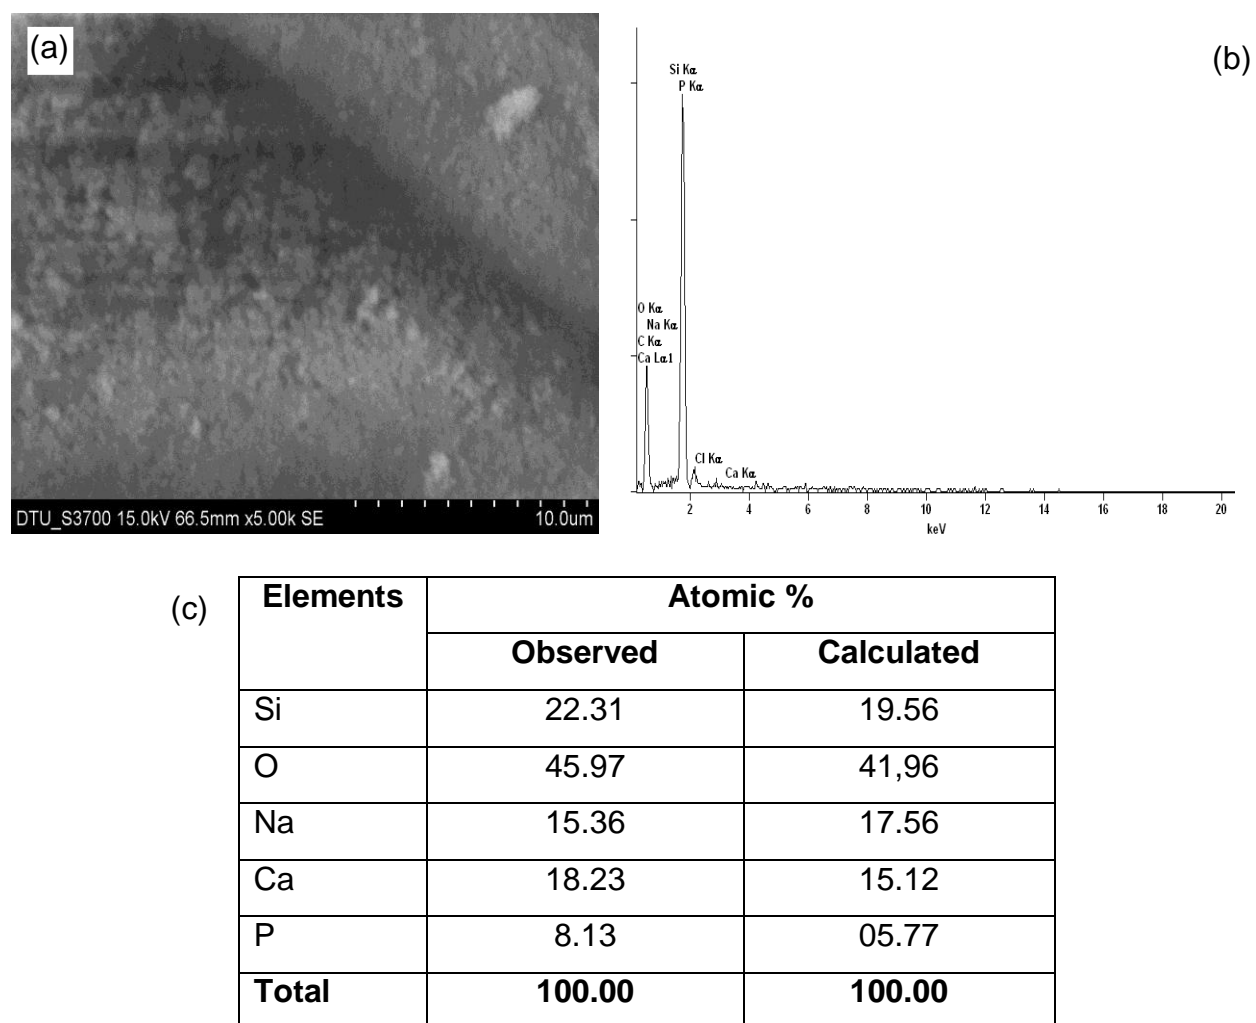 (a)
DTU_S3700 15.0kV 66.5mm x5.00k SE 10.0um
(b)
Si Kα
P Kα
O Kα
Na Kα
C Kα
Ca Lα1
Cl Kα
Ca Kα
2 4 6 8 10 12 14 16 18 20
keV
(c)
Elements Atomic %
Observed Calculated
Si 22.31 19.56
O 45.97 41,96
Na 15.36 17.56
Ca 18.23 15.12
P 8.13 05.77
Total 100.00 100.00